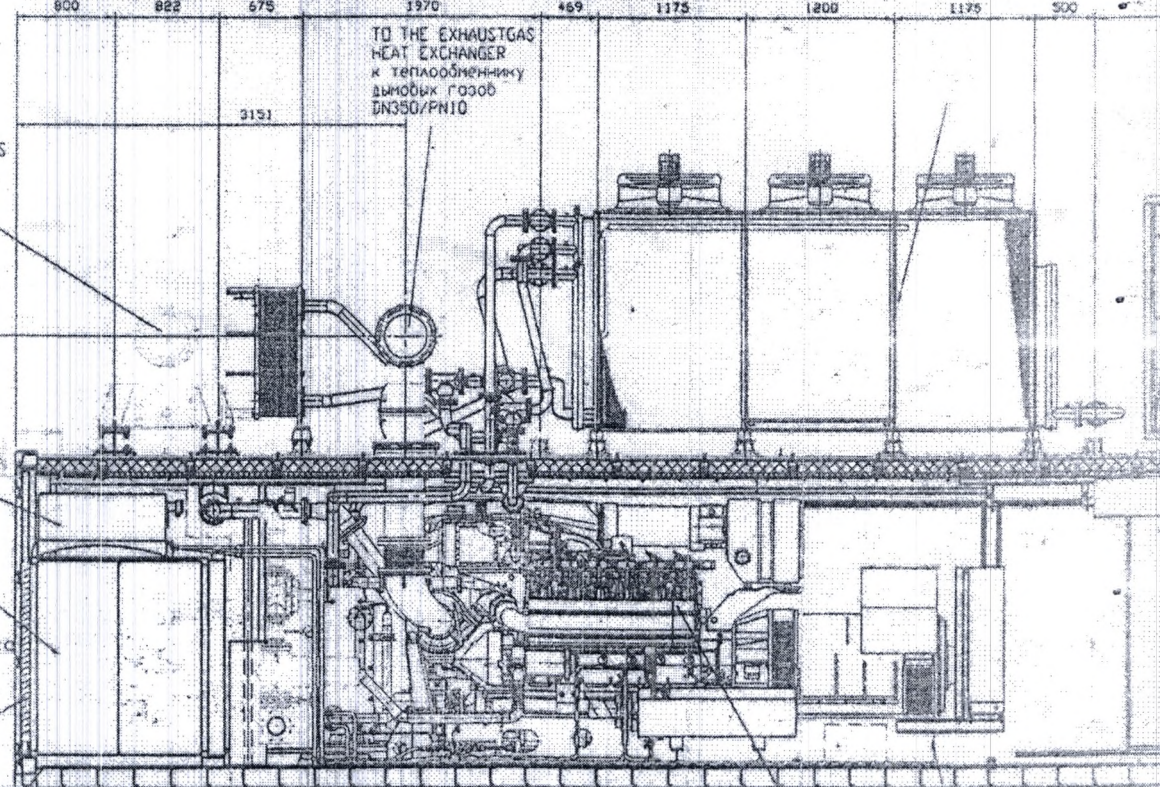 800 822 675 1970 469 1175 1200 1175 500
TO THE EXHAUSTGAS
HEAT EXCHANGER
к теплообменнику
дымовых газов
DN350/PN10
3151
S